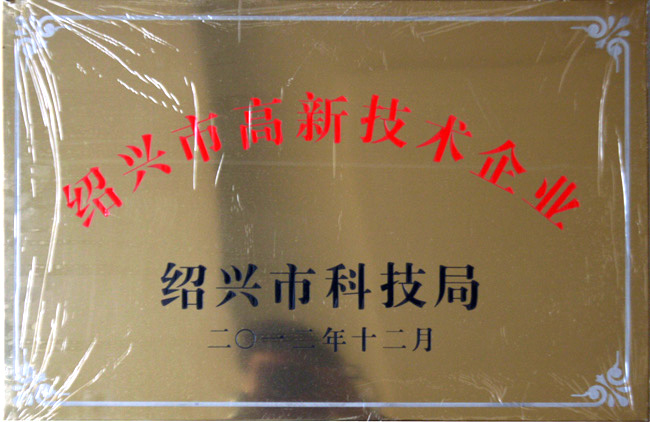 绍兴市高新技术企业
绍兴市科技局
二〇一二年十二月